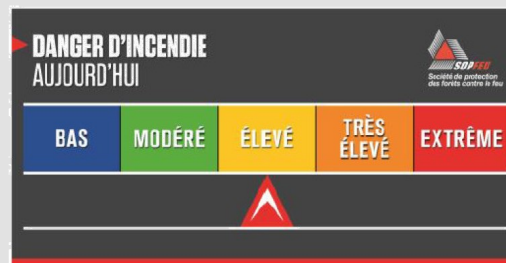 DANGER D'INCENDIE
AUJOURD'HUI
SOPFEU
Société de protection
des forêts contre le feu
BAS
MODÉRÉ
ÉLEVÉ
TRÈS
ÉLEVÉ
EXTRÊME